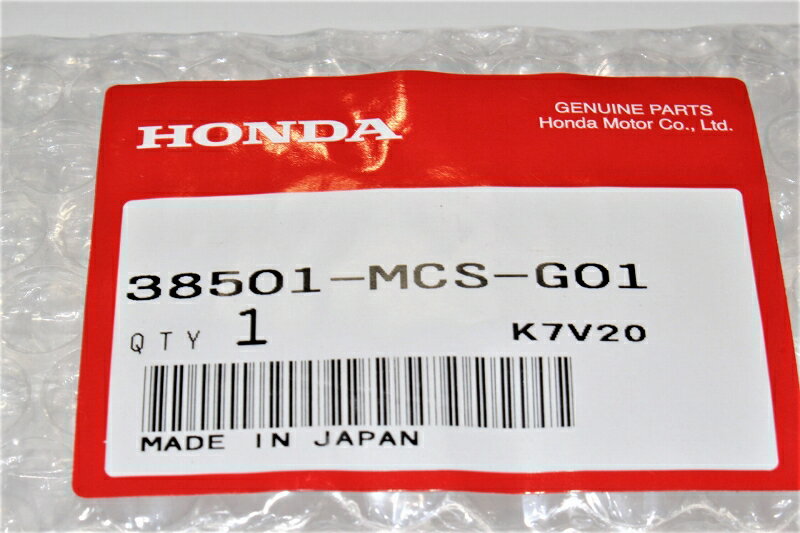 HONDA
GENUINE PARTS
Honda Motor Co., Ltd.
38501-MCS-G01
QTY 1 K7V20
MADE IN JAPAN